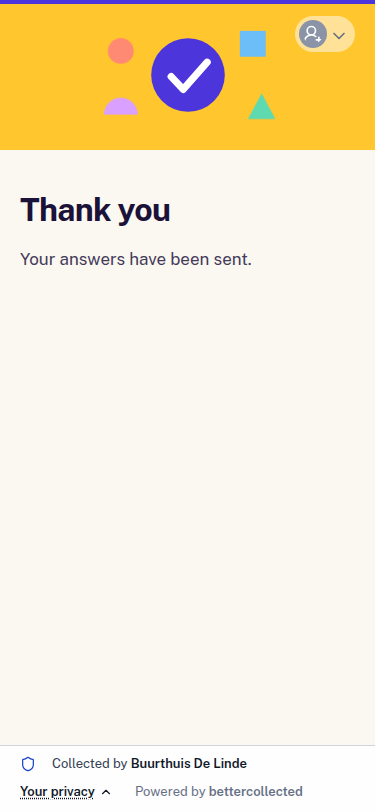 Thank you
Your answers have been sent.
Collected by Buurthuis De Linde
Your privacy
Powered by bettercollected